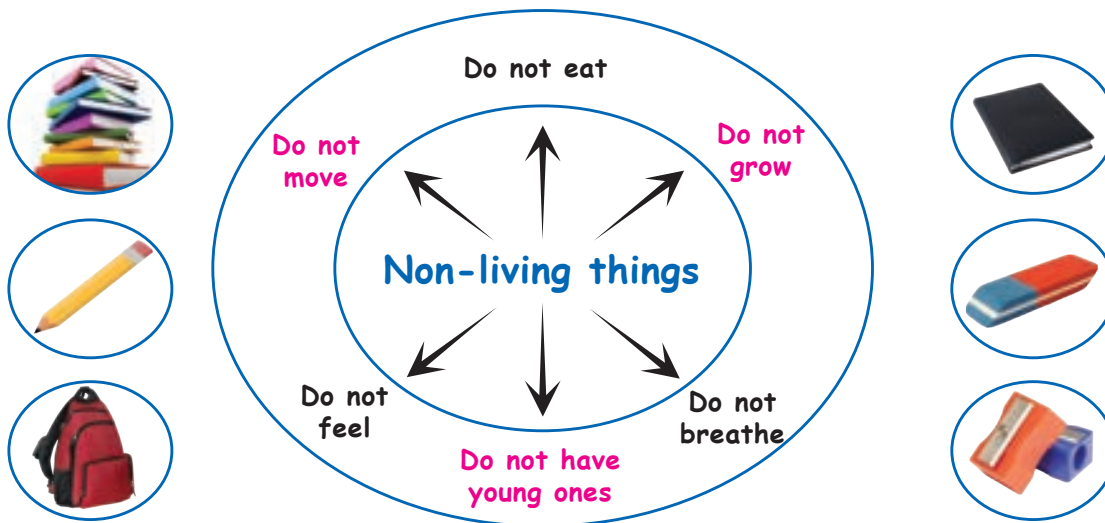 Do not eat
Do not
move
Do not
grow
Non-living things
Do not
feel
Do not
breathe
Do not have
young ones